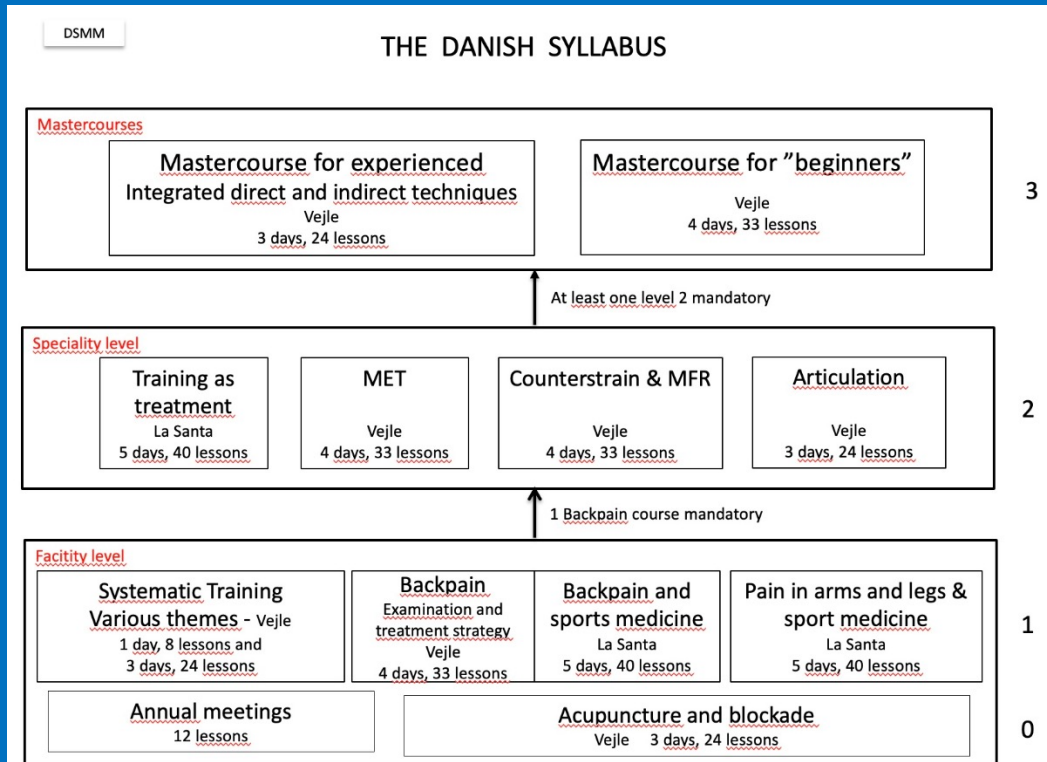 DSMM
THE DANISH SYLLABUS
Mastercourses
Mastercourse for experienced
Integrated direct and indirect techniques
Vejle
3 days, 24 lessons
Mastercourse for ”beginners”
Vejle
4 days, 33 lessons
3
At least one level 2 mandatory
Speciality level
Training as
treatment
La Santa
5 days, 40 lessons
MET
Vejle
4 days, 33 lessons
Counterstrain & MFR
Vejle
4 days, 33 lessons
Articulation
Vejle
3 days, 24 lessons
2
1 Backpain course mandatory
Facitity level
Systematic Training
Various themes - Vejle
1 day, 8 lessons and
3 days, 24 lessons
Backpain
Examination and
treatment strategy
Vejle
4 days, 33 lessons
Backpain and
sports medicine
La Santa
5 days, 40 lessons
Pain in arms and legs &
sport medicine
La Santa
5 days, 40 lessons
1
Annual meetings
12 lessons
Acupuncture and blockade
Vejle 3 days, 24 lessons
0